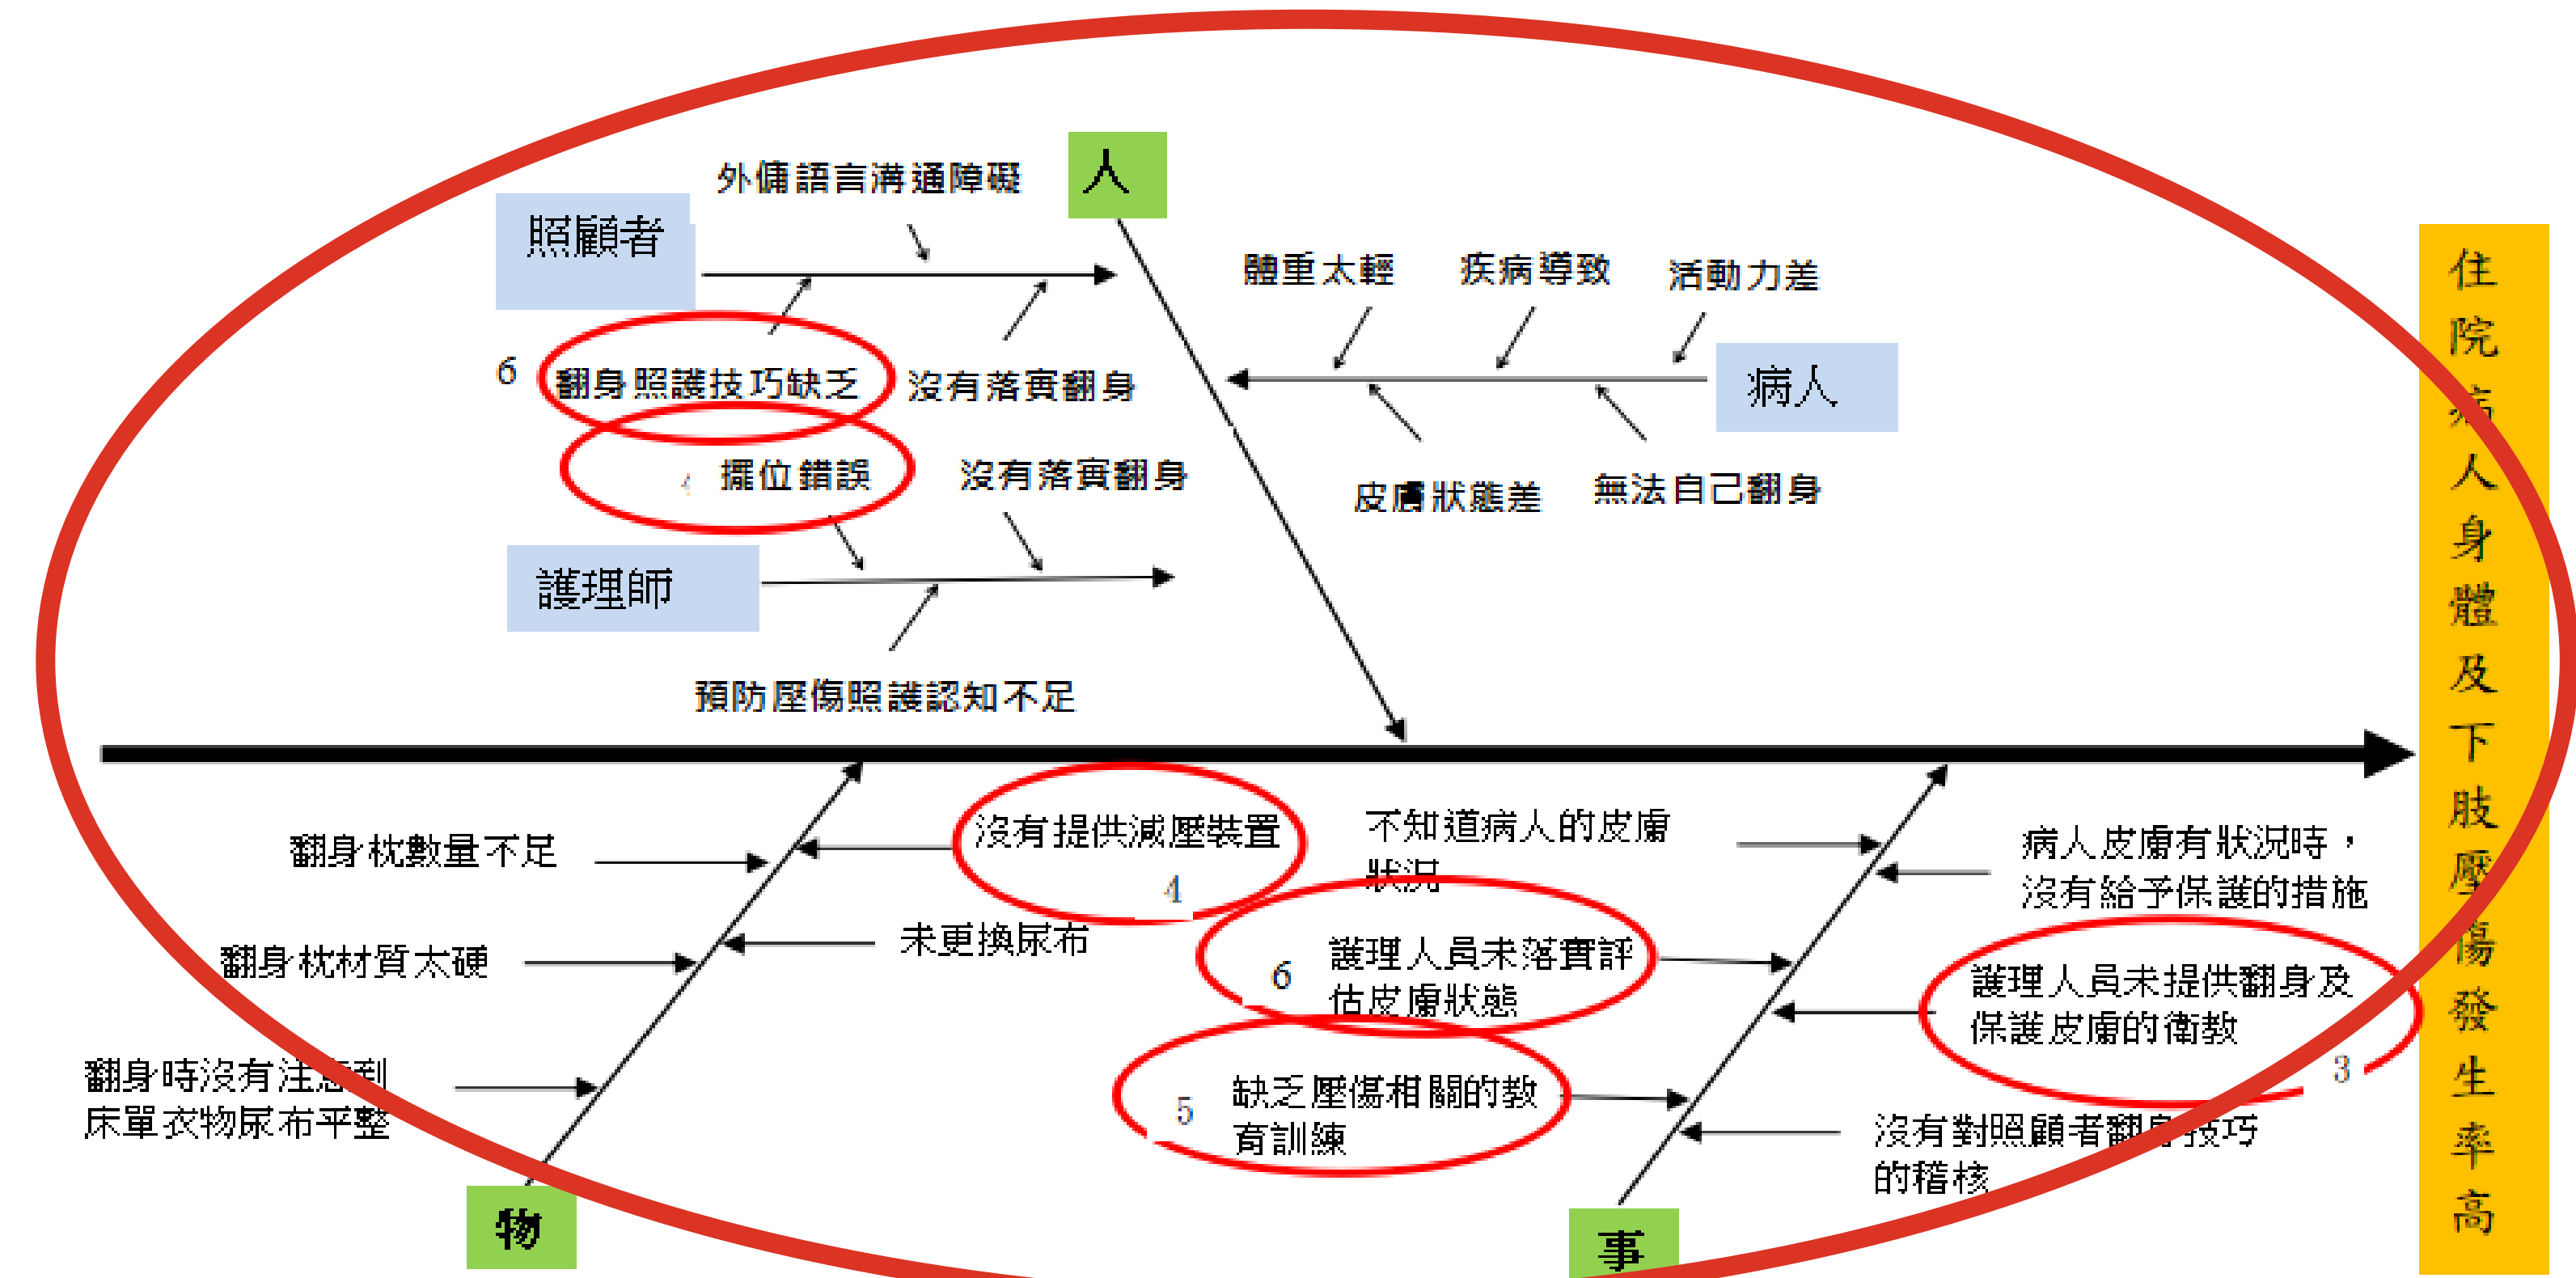 人
外傭語言溝通障礙
照顧者
體重太輕
疾病導致
活動力差
6
翻身照護技巧缺乏
沒有落實翻身
病人
4
擺位錯誤
沒有落實翻身
皮膚狀態差
無法自己翻身
護理師
預防壓傷照護認知不足
翻身枕數量不足
沒有提供減壓裝置
4
未更換尿布
翻身枕材質太硬
翻身時沒有注意到
床單衣物尿布平整
物
不知道病人的皮膚
狀況
病人皮膚有狀況時，
沒有給予保護的措施
6
護理人員未落實評
估皮膚狀態
護理人員未提供翻身及
保護皮膚的衛教
3
5
缺乏壓傷相關的教
育訓練
沒有對照顧者翻身技巧
的稽核
事
住院病人身體及下肢壓傷發生率高